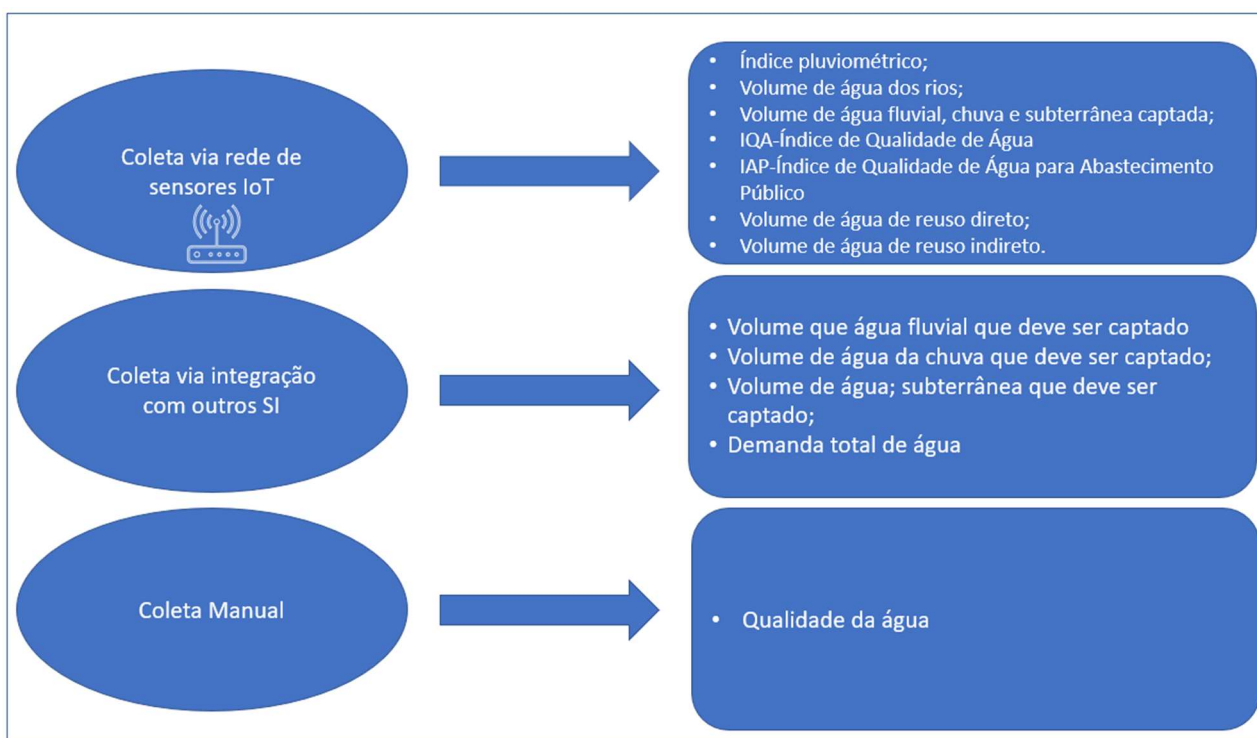 Coleta via rede de
sensores IoT
• Índice pluviométrico;
• Volume de água dos rios;
• Volume de água fluvial, chuva e subterrânea captada;
• IQA-Índice de Qualidade de Água
• IAP-Índice de Qualidade de Água para Abastecimento
Público
• Volume de água de reuso direto;
• Volume de água de reuso indireto.
Coleta via integração
com outros SI
• Volume que água fluvial que deve ser captado
• Volume de água da chuva que deve ser captado;
• Volume de água; subterrânea que deve ser
captado;
• Demanda total de água
Coleta Manual
• Qualidade da água